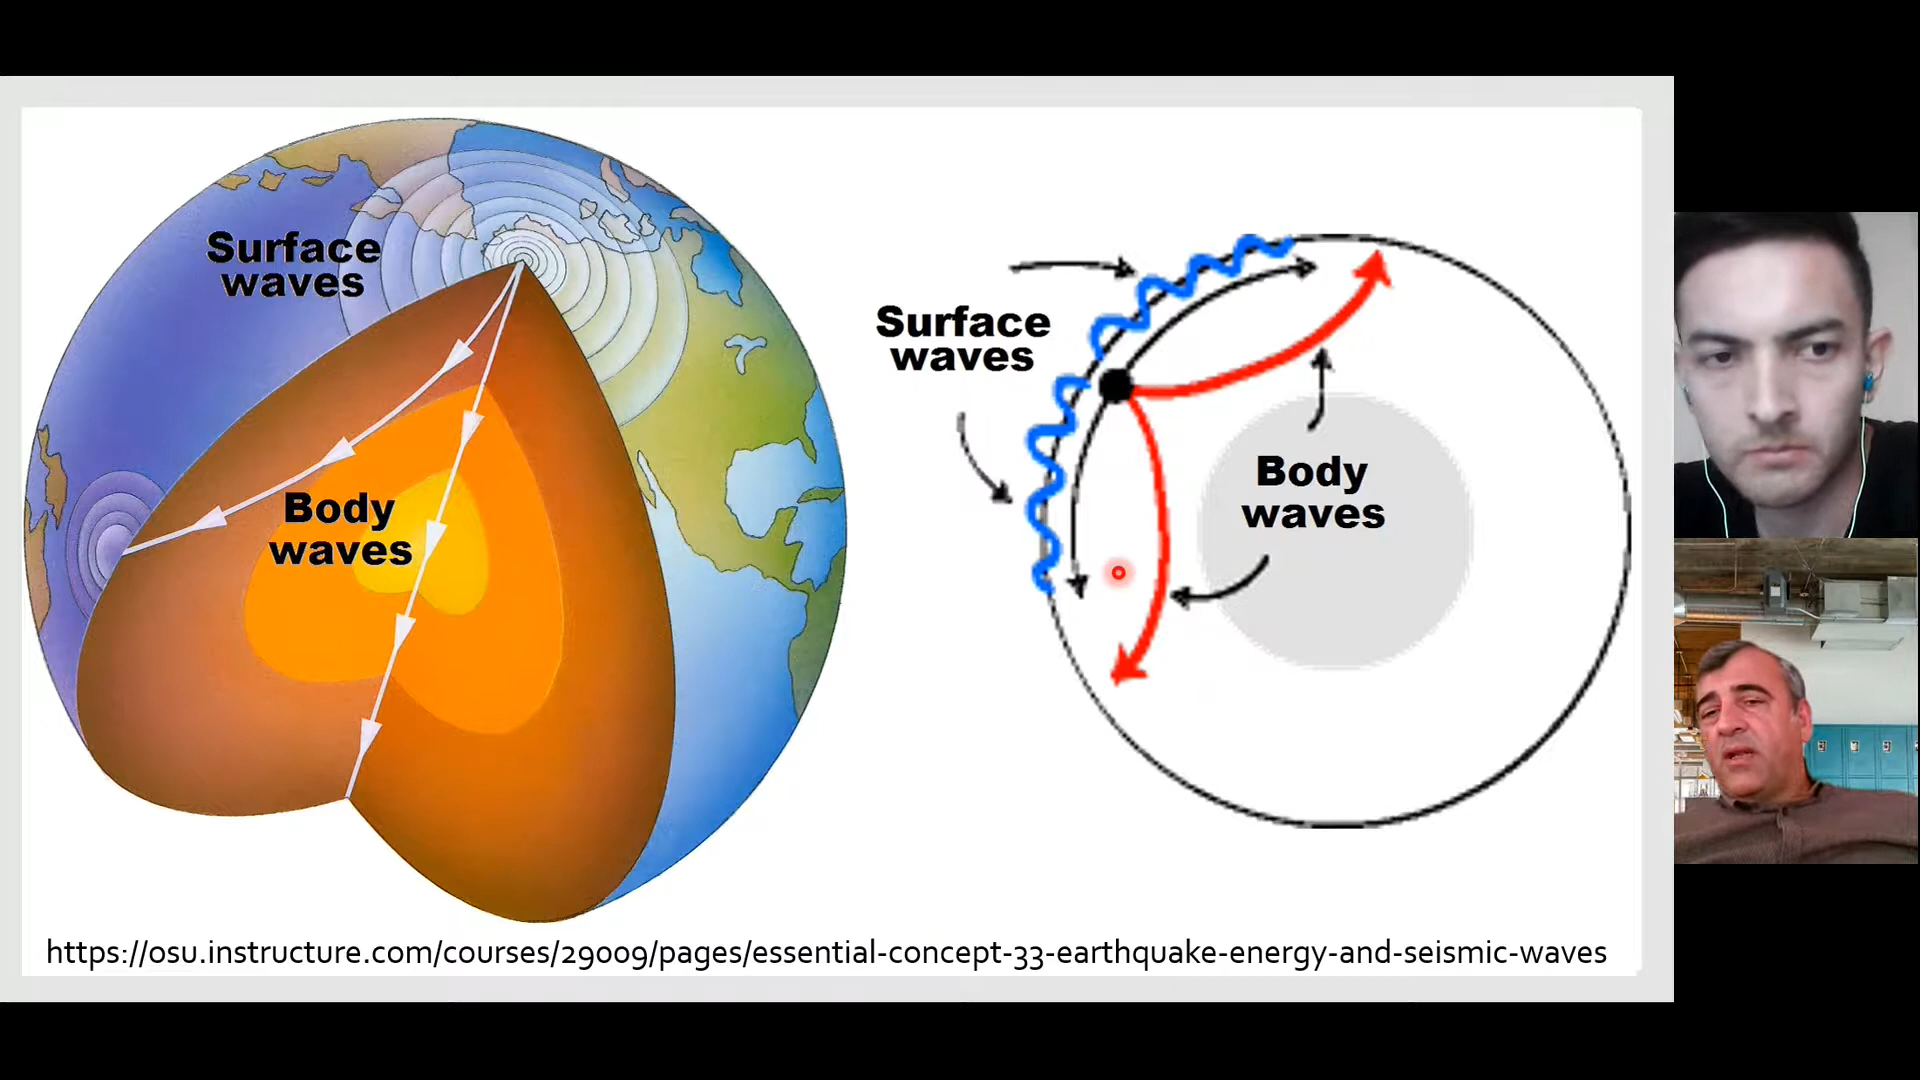 Surface
waves
Body
waves
Surface
waves
Body
waves
https://osu.instructure.com/courses/29009/pages/essential-concept-33-earthquake-energy-and-seismic-waves